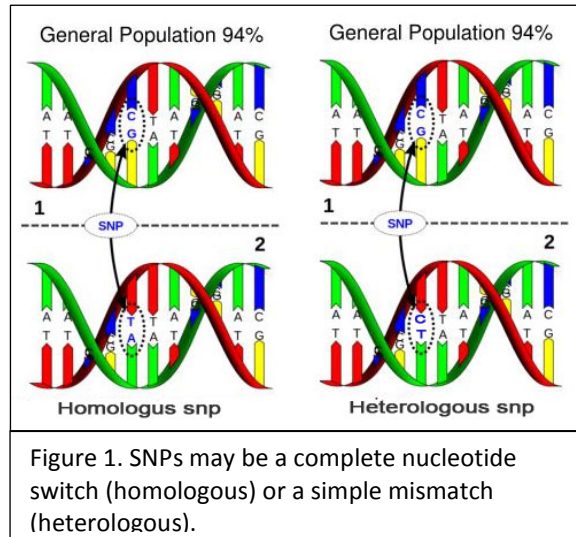 General Population 94%
General Population 94%
A A C T A A C
T T G G A T T G
1
1
SNP
SNP
2
2
A A T T A A C
T T G A A T T G
A A C T A A C
T T G T A T T G
Homologus snp
Heterologus snp
Figure 1. SNPs may be a complete nucleotide
switch (homologous) or a simple mismatch
(heterologous).